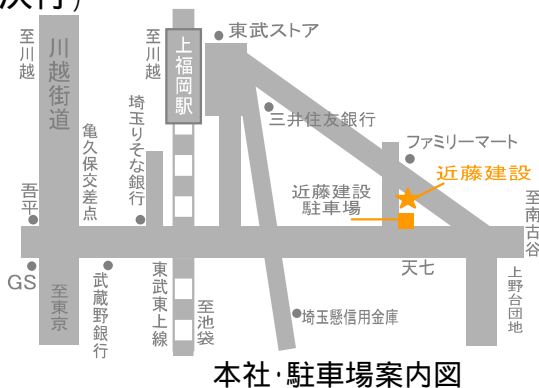 次付)
至川越
川越街道
至川越
上福岡駅
東武ストア
三井住友銀行
ファミリーマート
近藤建設
近藤建設
駐車場
至南古谷
埼玉りそな銀行
亀久保交差点
吾平
GS
至東京
武蔵野銀行
東武東上線
至池袋
埼玉懸信用金庫
天七
上野台団地
本社・駐車場案内図